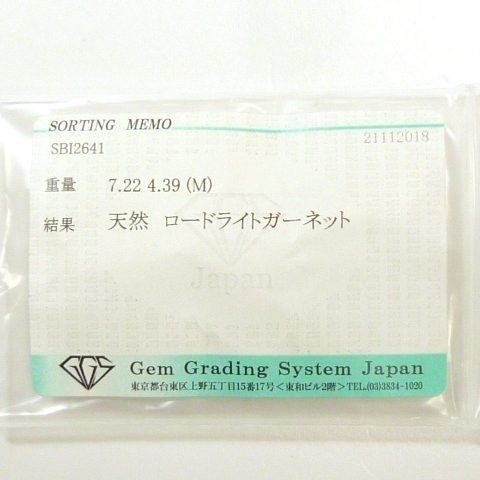 SORTING MEMO
SBI2641 21112018
重量 7.22 4.39 (M)
結果 天然 ロードライトガーネット
Japan
GGS Gem Grading System Japan
東京都台東区上野五丁目15番17号<東和ビル2階>TEL.(03)3834-1020